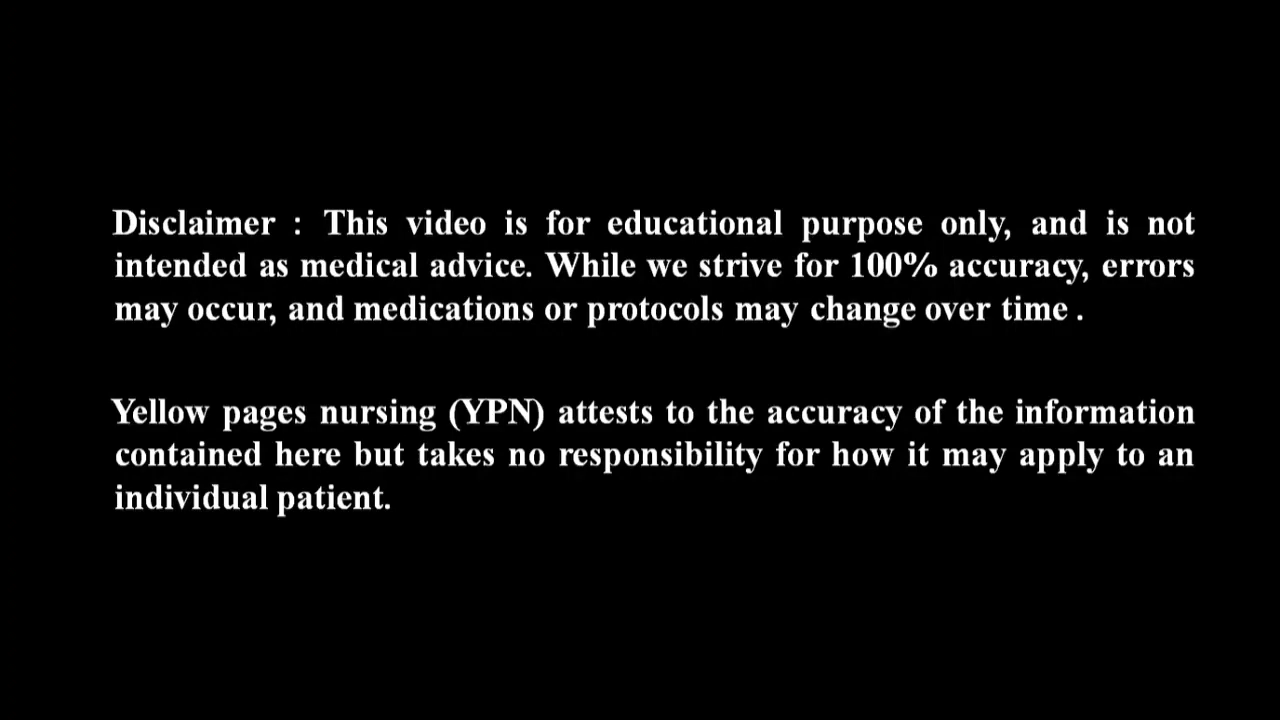 Disclaimer : This video is for educational purpose only, and is not
intended as medical advice. While we strive for 100% accuracy, errors
may occur, and medications or protocols may change over time .
Yellow pages nursing (YPN) attests to the accuracy of the information
contained here but takes no responsibility for how it may apply to an
individual patient.